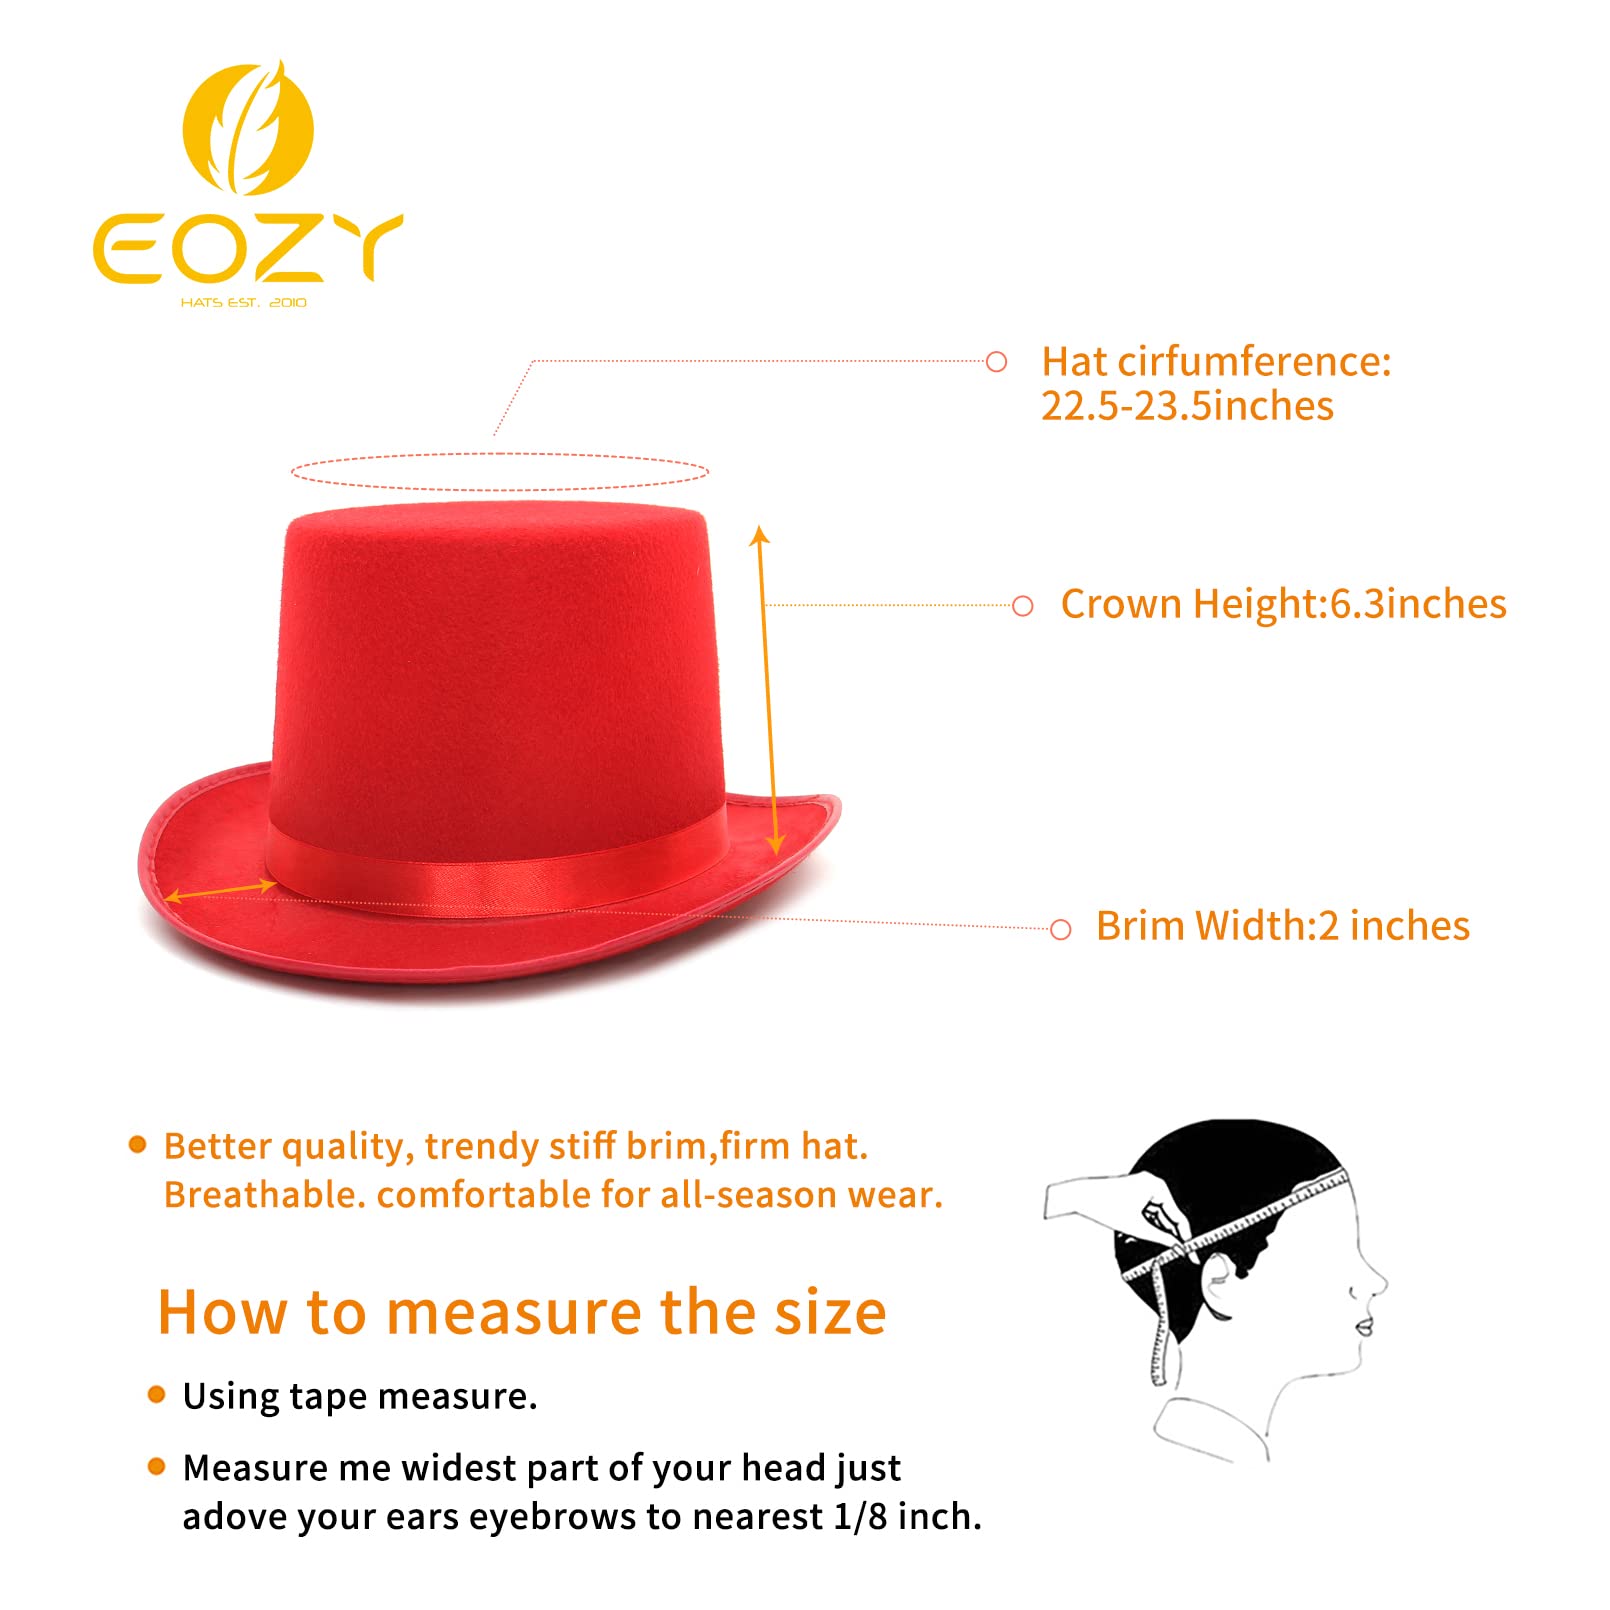 EOZY
HATS EST. 2010
Hat cirfumference:
22.5-23.5inches
Crown Height:6.3inches
Brim Width:2 inches
Better quality, trendy stiff brim,firm hat.
Breathable. comfortable for all-season wear.
How to measure the size
Using tape measure.
Measure me widest part of your head just
adove your ears eyebrows to nearest 1/8 inch.